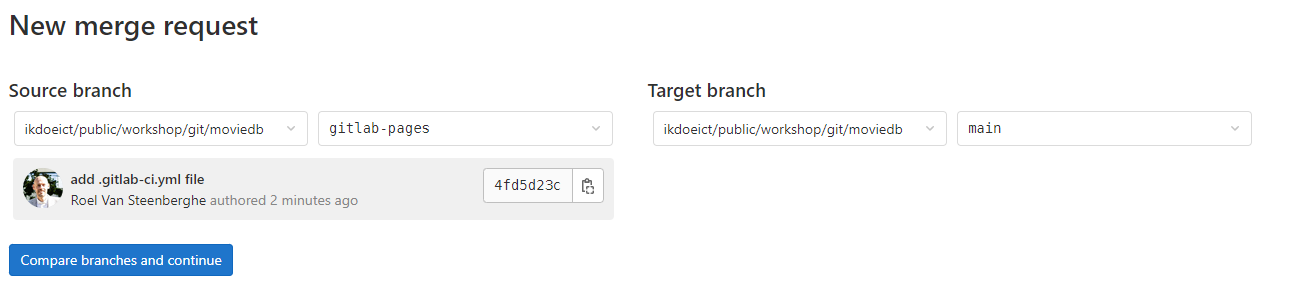 New merge request
Source branch
Target branch
ikdoeict/public/workshop/git/moviedb
gitlab-pages
ikdoeict/public/workshop/git/moviedb
main
add .gitlab-ci.yml file
4fd5d23c
Roel Van Steenberghe authored 2 minutes ago
Compare branches and continue